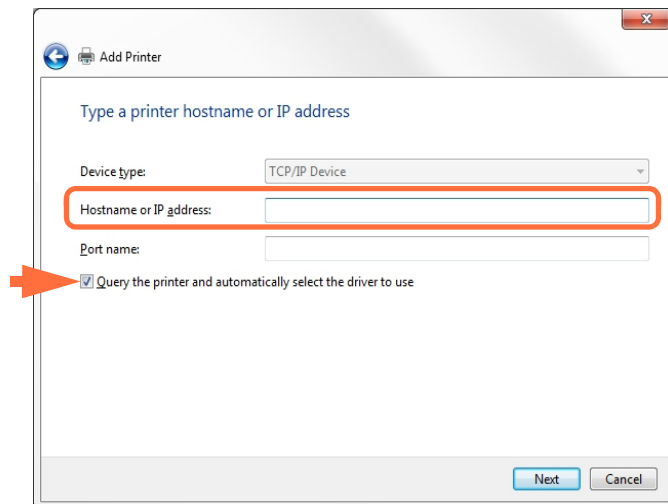 Add Printer
Type a printer hostname or IP address
Device type: TCP/IP Device
Hostname or IP address:
Port name:
Query the printer and automatically select the driver to use
Next Cancel